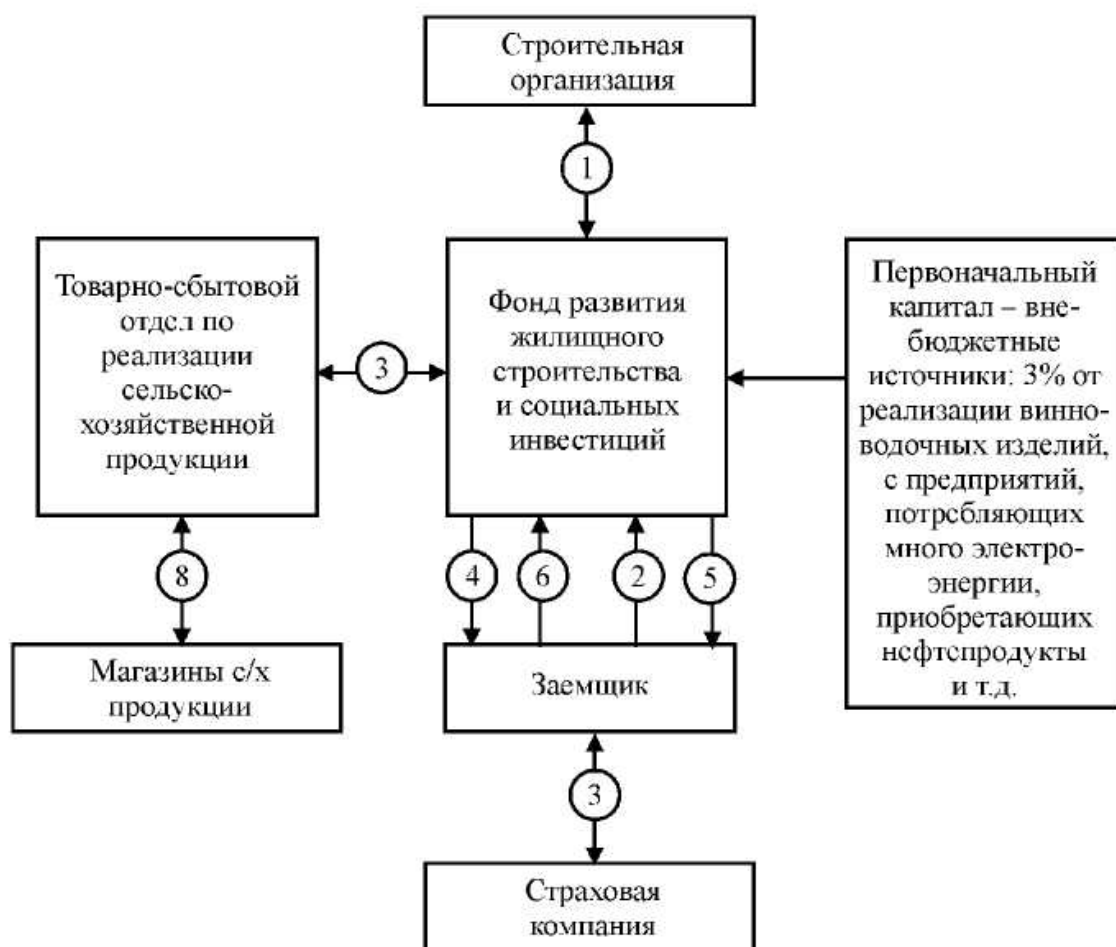 Строительная
организация
1
Товарно-сбытовой
отдел по
реализации
сельско-
хозяйственной
продукции
3
Фонд развития
жилищного
строительства
и социальных
инвестиций
Первоначальный
капитал – вне-
бюджетные
источники: 3% от
реализации винно-
водочных изделий,
с предприятий,
потребляющих
много электро-
энергии,
приобретающих
нефтепродукты
и т.д.
8
4
6
2
5
Магазины с/х
продукции
Заемщик
3
Страховая
компания